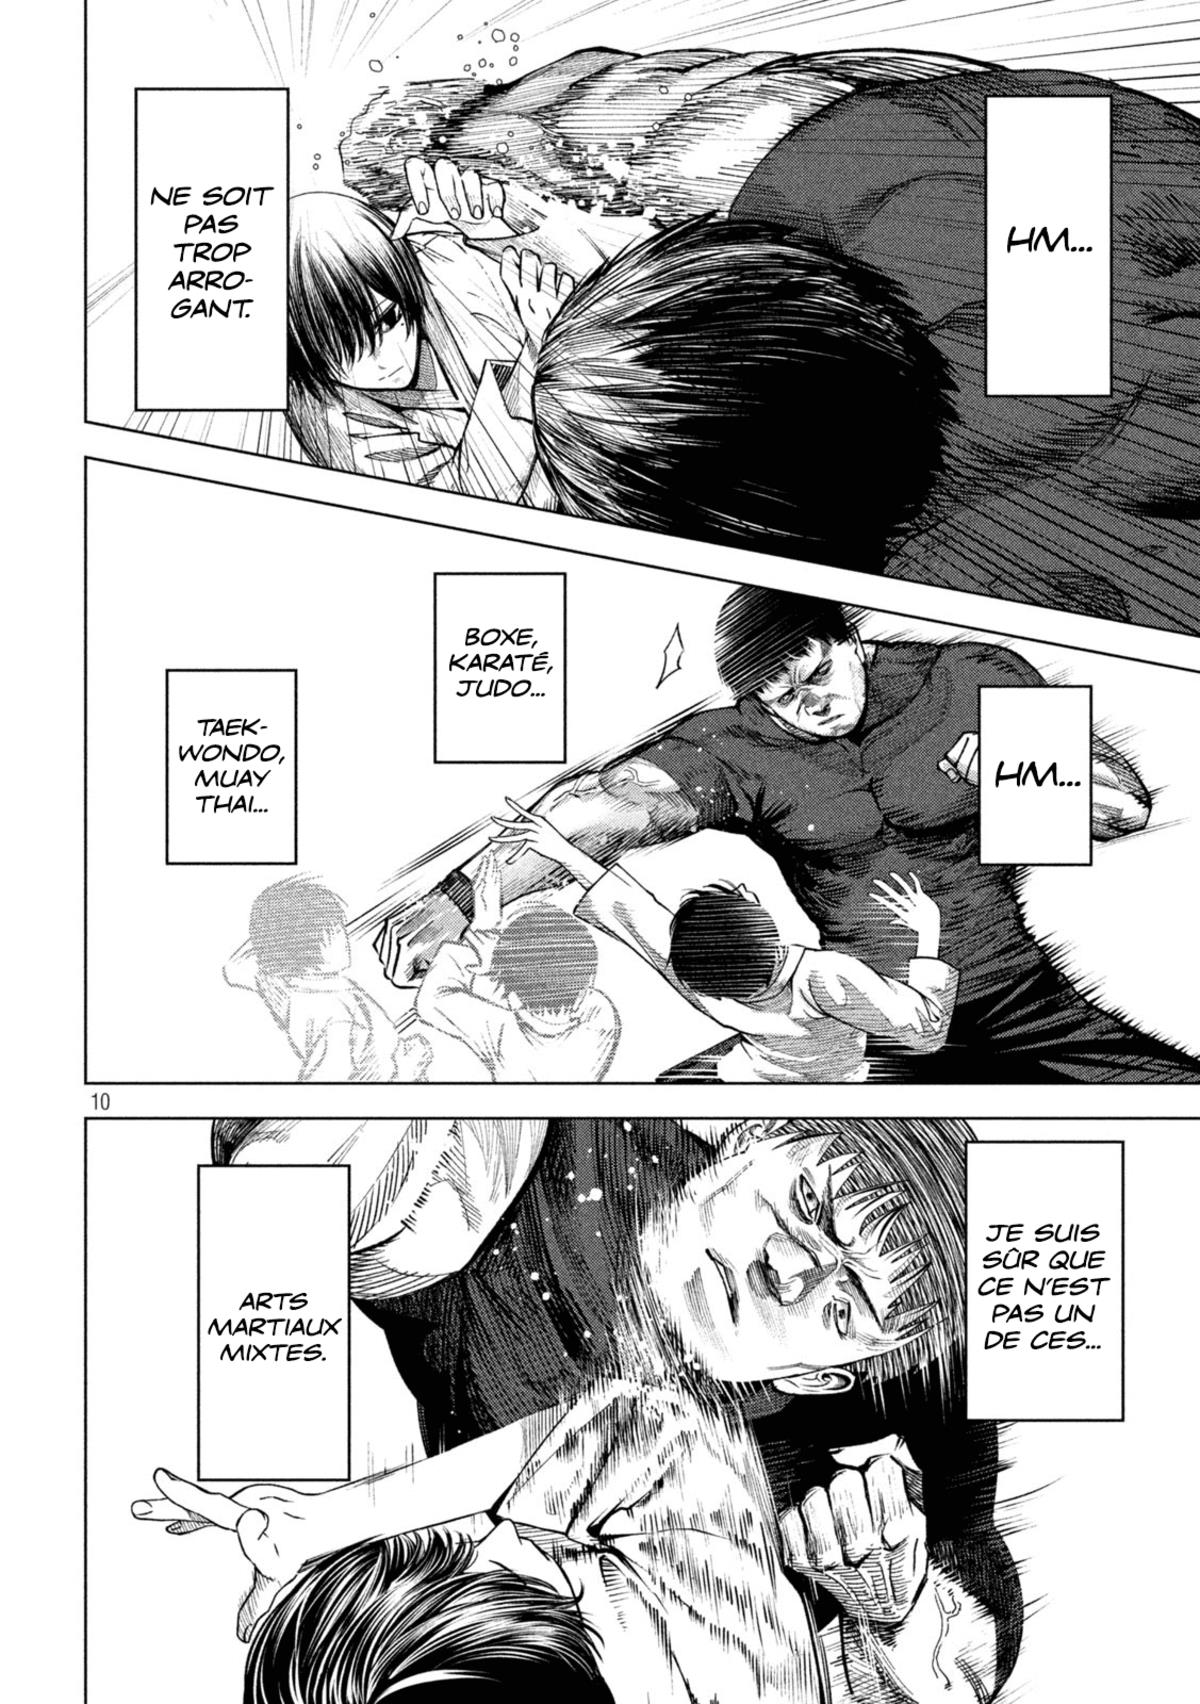 HM...
NE SOIT
PAS
TROP
ARRO-
GANT.
HM...
BOXE,
KARATÉ,
JUDO...
TAEK-
WONDO,
MUAY
THAI...
10
JE SUIS
SÛR QUE
CE N'EST
PAS UN
DE CES...
ARTS
MARTIAUX
MIXTES.